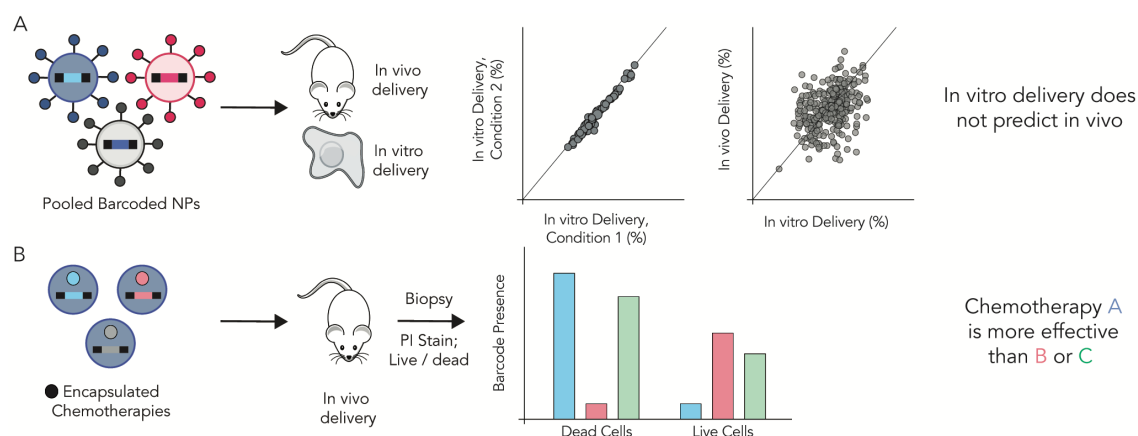 A
Pooled Barcoded NPs
In vivo
delivery
In vitro
delivery
In vitro Delivery,
Condition 2 (%)
In vitro Delivery,
Condition 1 (%)
In vivo Delivery (%)
In vitro Delivery (%)
In vitro delivery does
not predict in vivo
B
Encapsulated
Chemotherapies
In vivo
delivery
Biopsy
PI Stain;
Live / dead
Barcode Presence
Dead Cells
Live Cells
Chemotherapy A
is more effective
than B or C